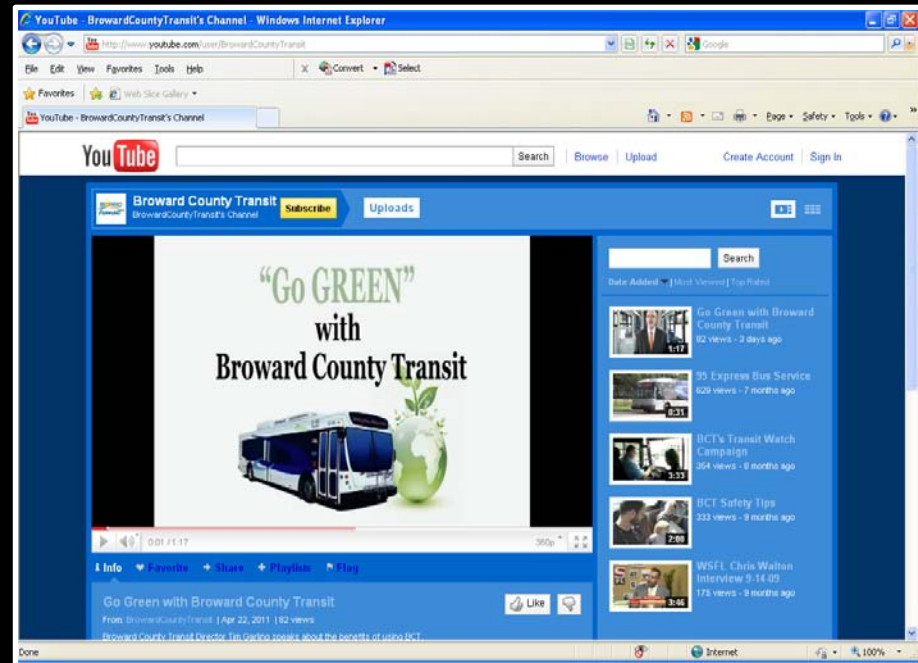 YouTube - BrowardCountyTransit's Channel - Windows Internet Explorer
http://www.youtube.com/user/BrowardCountyTransit
Google
File Edit View Favorites Tools Help
x Convert Select
Favorites Web Slice Gallery
YouTube - BrowardCountyTransit's Channel
Page Safety Tools
YouTube
Search Browse Upload Create Account Sign In
Broward County Transit
BrowardCountyTransit's Channel
Subscribe
Uploads
"Go GREEN"
with
Broward County Transit
0:01 / 1:17 360p
Info Favorite Share Playlists Flag
Go Green with Broward County Transit
From: BrowardCountyTransit | Apr 22, 2011 | 82 views
Like
Broward County Transit Director Tim Garling speaks about the benefits of using BCT.
Search
Date Added | Most Viewed | Top Rated
Go Green with Broward
County Transit
82 views - 3 days ago
1:17
95 Express Bus Service
629 views - 7 months ago
0:31
BCT's Transit Watch
Campaign
354 views - 8 months ago
3:33
BCT Safety Tips
333 views - 9 months ago
2:00
WSFL Chris Walton
Interview 9-14-09
175 views - 9 months ago
3:46
Done Internet 100%